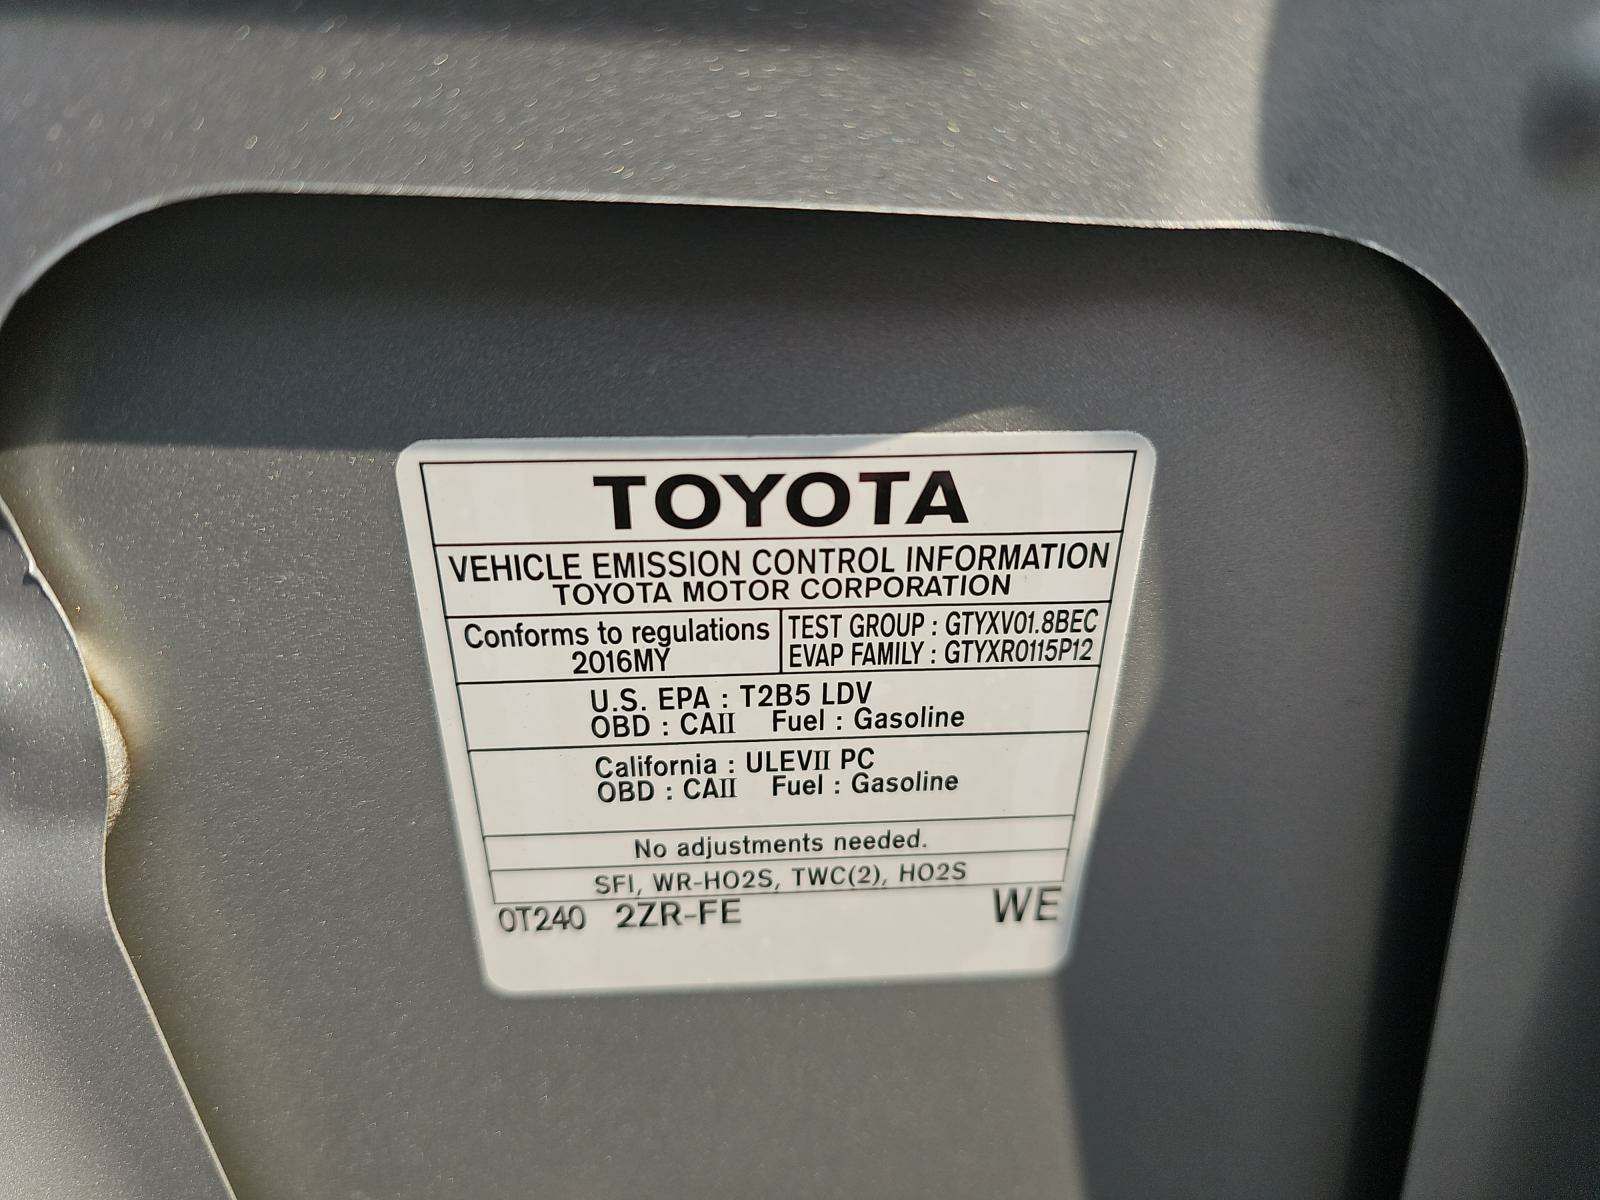 TOYOTA
VEHICLE EMISSION CONTROL INFORMATION
TOYOTA MOTOR CORPORATION
Conforms to regulations
2016MY
TEST GROUP : GTYXV01.8BEC
EVAP FAMILY : GTYXR0115P12
U.S. EPA : T2B5 LDV
OBD : CAII Fuel : Gasoline
California : ULEVII PC
OBD : CAII Fuel : Gasoline
No adjustments needed.
SFI, WR-HO2S, TWC(2), HO2S
0T240 2ZR-FE WE